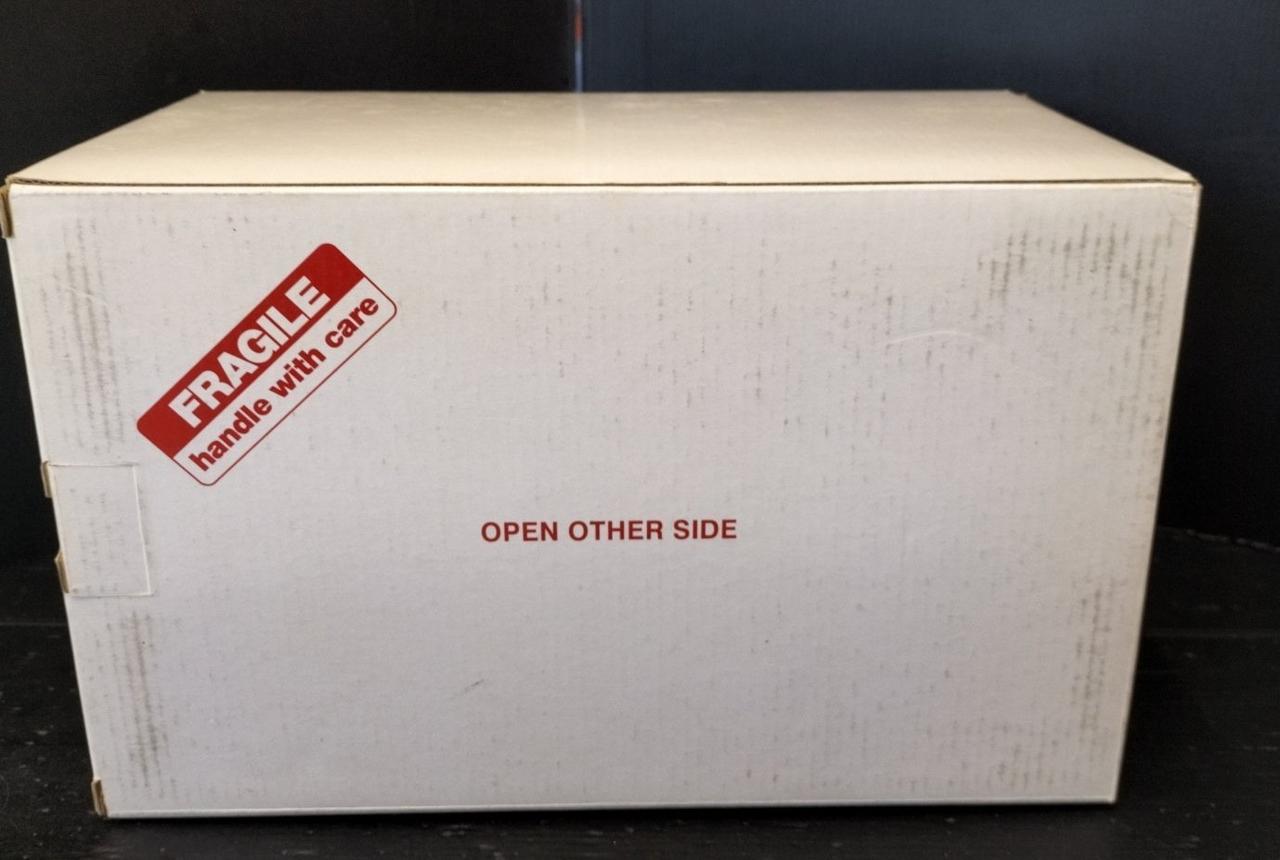 FRAGILE
handle with care
OPEN OTHER SIDE